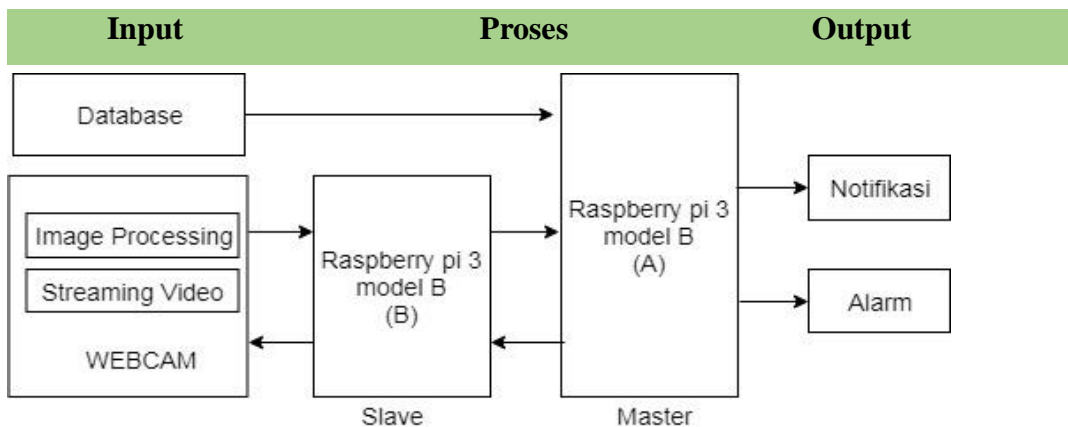 Input Proses Output
Database
Image Processing
Streaming Video
WEBCAM
Raspberry pi 3
model B
(B)
Slave
Raspberry pi 3
model B
(A)
Master
Notifikasi
Alarm